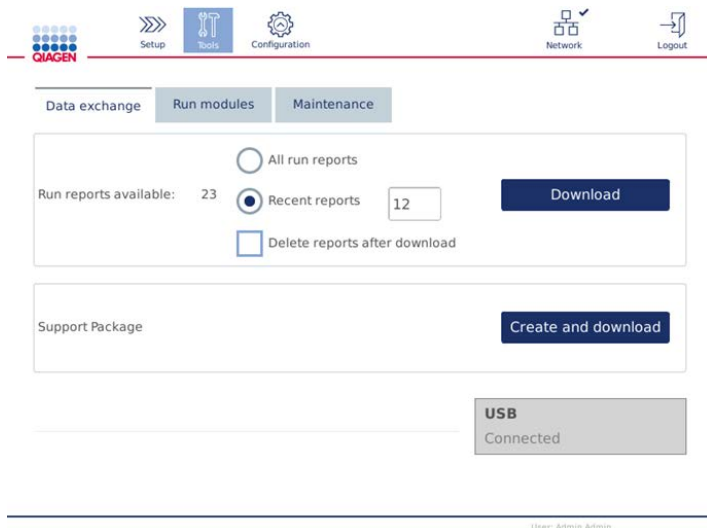 Setup
Tools
Configuration
Network
Logout
QIAGEN
Data exchange
Run modules
Maintenance
All run reports
Run reports available: 23
Recent reports 12
Download
Delete reports after download
Support Package
Create and download
USB
Connected
User: Admin Admin